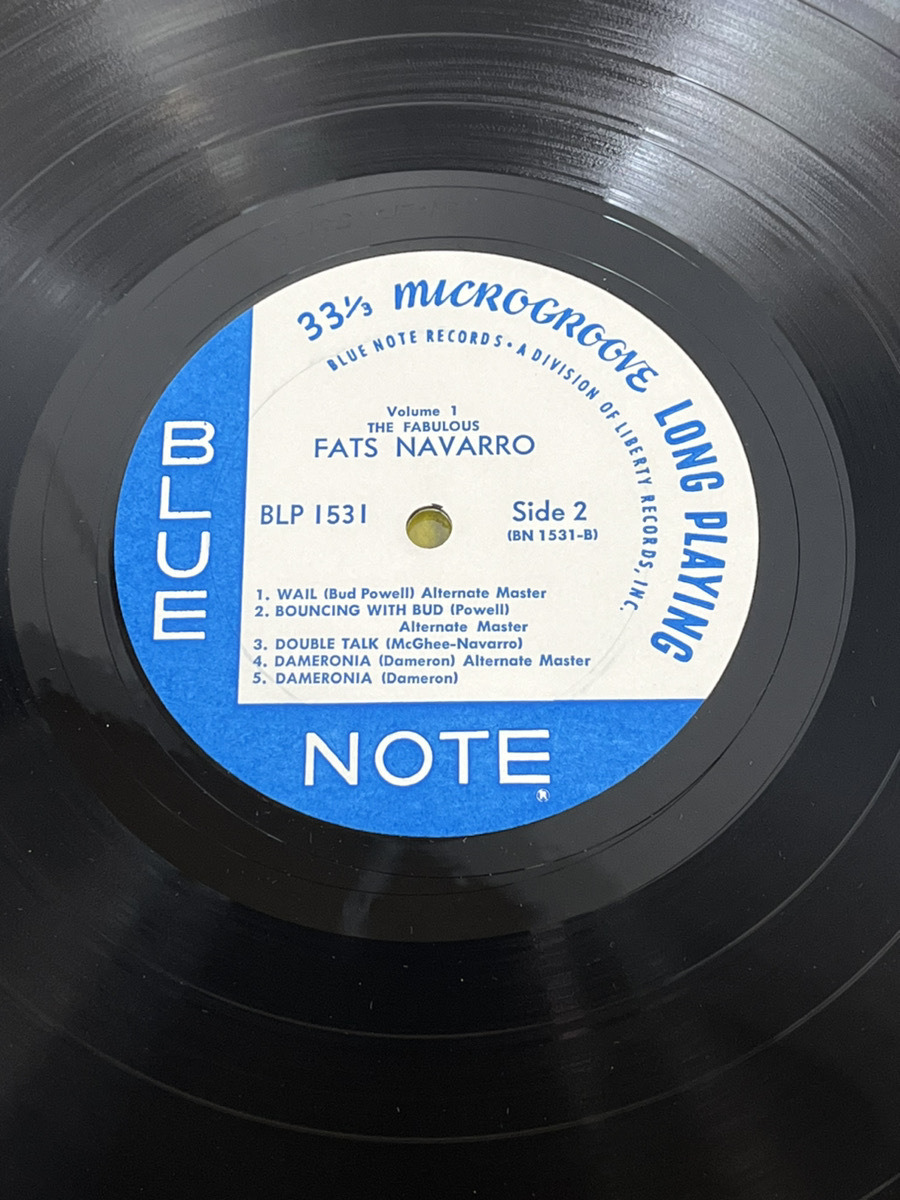 33⅓ MICROGROOVE LONG PLAYING
BLUE NOTE RECORDS • A DIVISION OF LIBERTY RECORDS, INC.
Volume 1
THE FABULOUS
FATS NAVARRO
BLP 1531
Side 2
(BN 1531-B)
1. WAIL (Bud Powell) Alternate Master
2. BOUNCING WITH BUD (Powell)
Alternate Master
3. DOUBLE TALK (McGhee-Navarro)
4. DAMERONIA (Dameron) Alternate Master
5. DAMERONIA (Dameron)
BLUE
NOTE
®